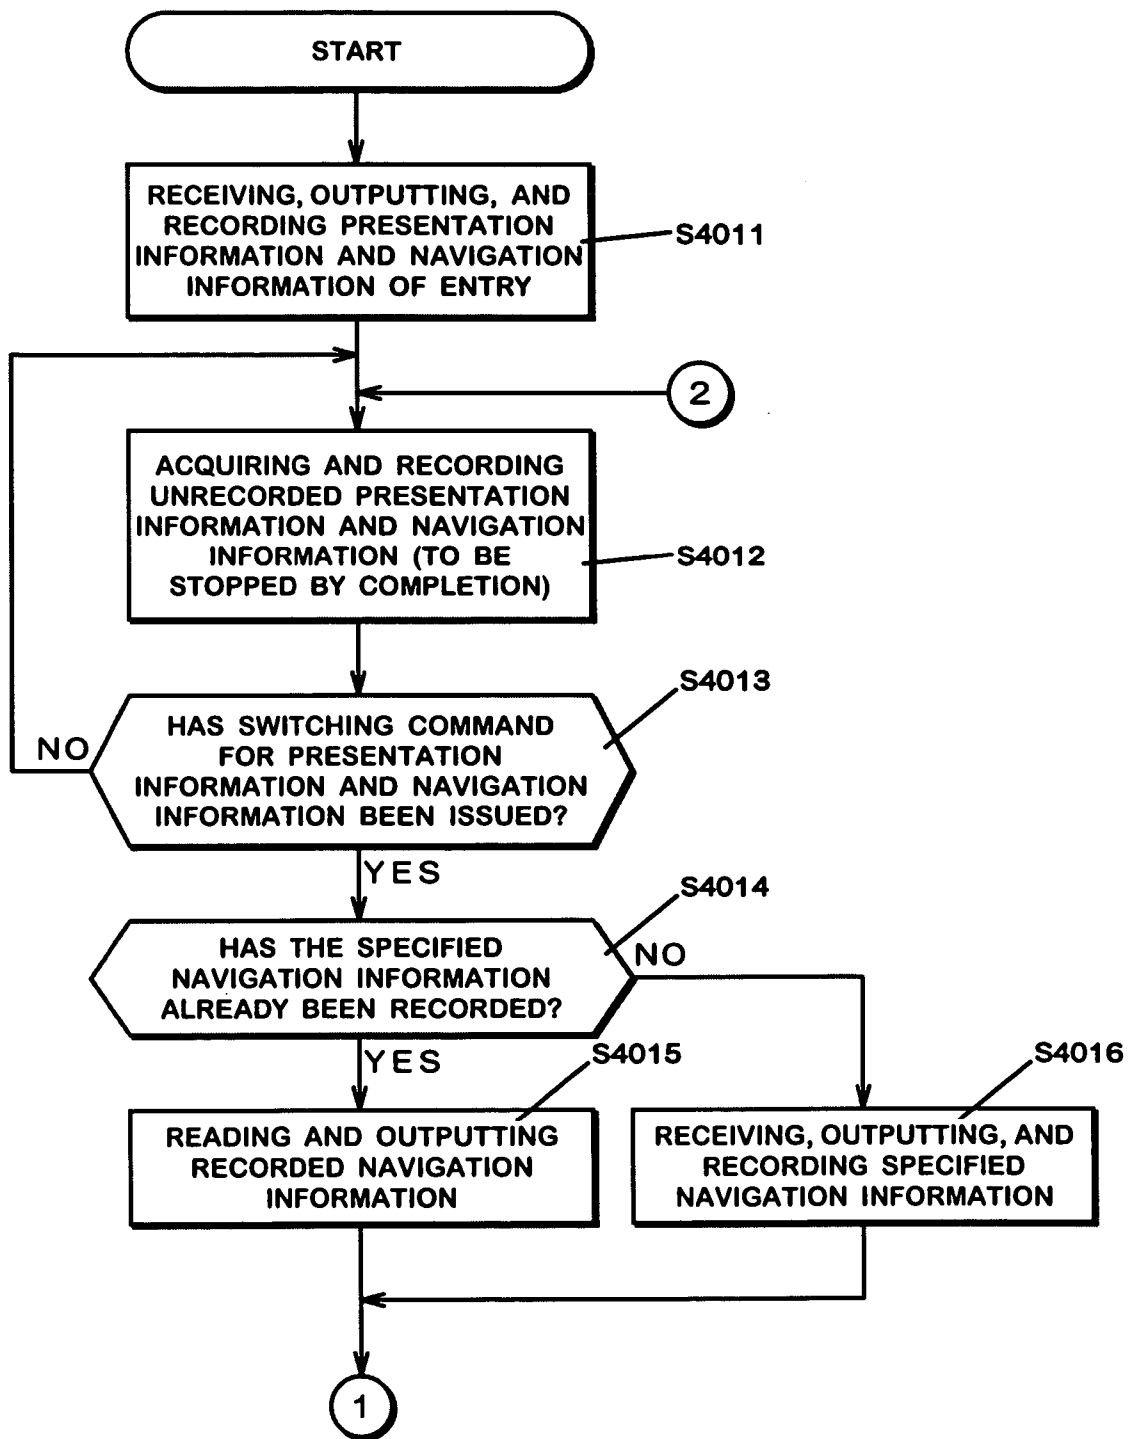 START
RECEIVING, OUTPUTTING, AND
RECORDING PRESENTATION
INFORMATION AND NAVIGATION
INFORMATION OF ENTRY
S4011
2
ACQUIRING AND RECORDING
UNRECORDED PRESENTATION
INFORMATION AND NAVIGATION
INFORMATION (TO BE
STOPPED BY COMPLETION)
S4012
S4013
HAS SWITCHING COMMAND
FOR PRESENTATION
INFORMATION AND NAVIGATION
INFORMATION BEEN ISSUED?
NO
YES
S4014
HAS THE SPECIFIED
NAVIGATION INFORMATION
ALREADY BEEN RECORDED?
NO
YES
S4015
READING AND OUTPUTTING
RECORDED NAVIGATION
INFORMATION
S4016
RECEIVING, OUTPUTTING, AND
RECORDING SPECIFIED
NAVIGATION INFORMATION
1